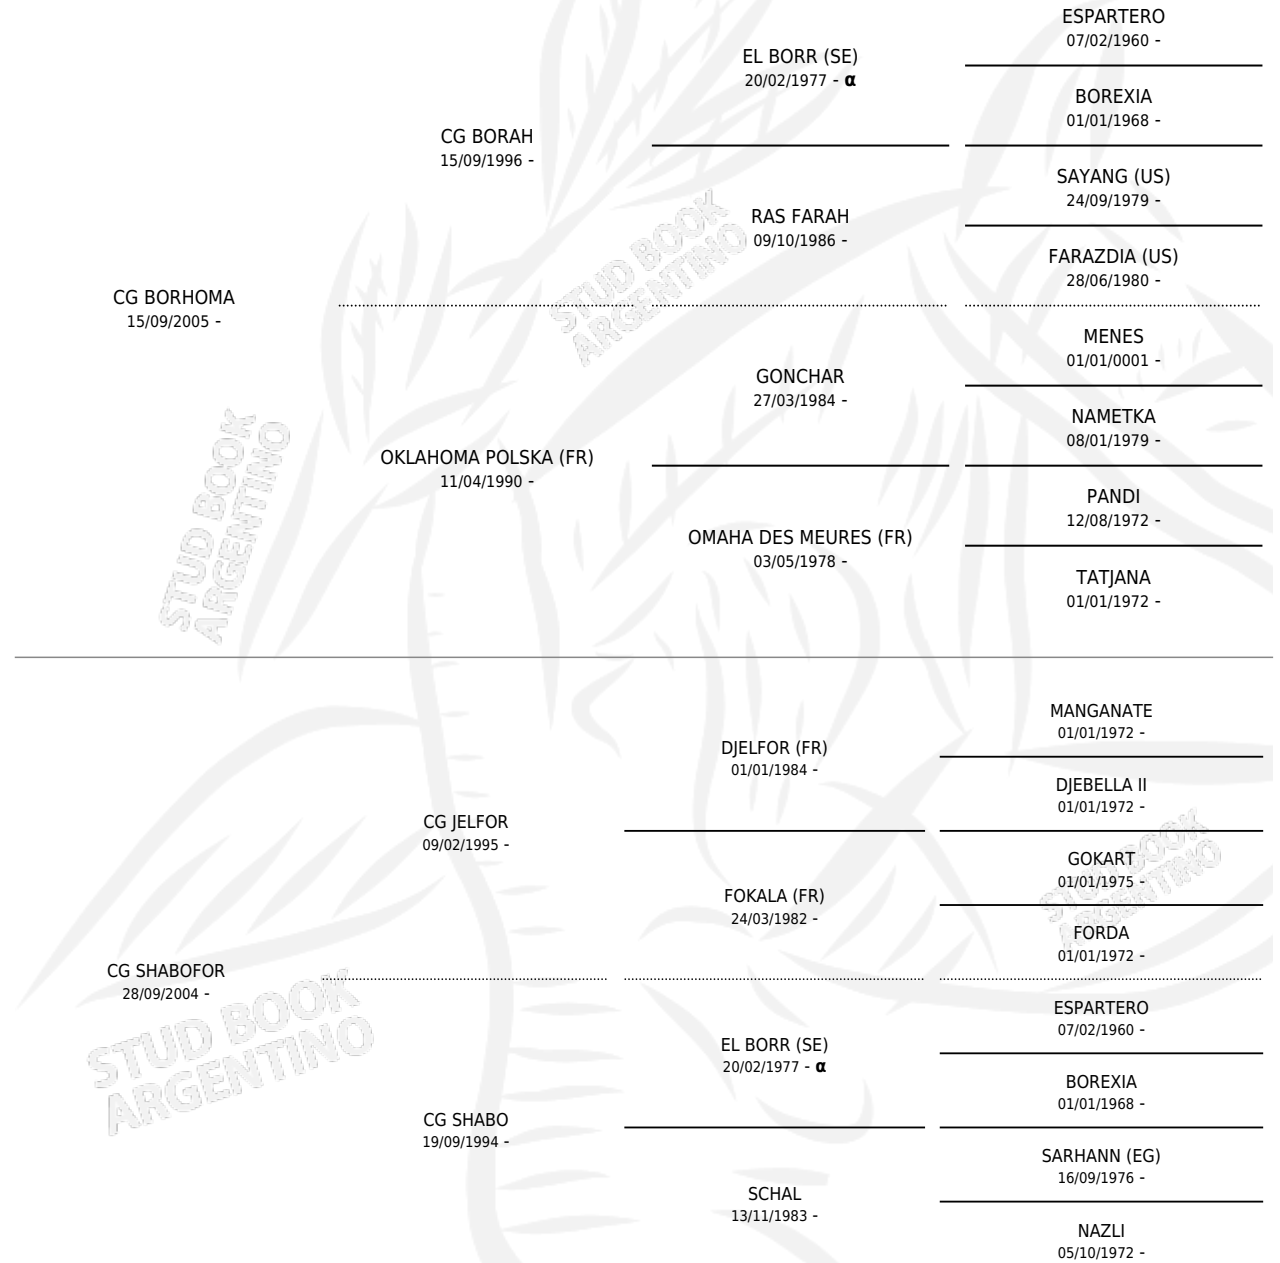 ESPARTERO
07/02/1960 -
EL BORR (SE)
20/02/1977 - α
BOREXIA
01/01/1968 -
CG BORAH
15/09/1996 -
SAYANG (US)
24/09/1979 -
RAS FARAH
09/10/1986 -
FARAZDIA (US)
28/06/1980 -
CG BORHOMA
15/09/2005 -
MENES
01/01/0001 -
GONCHAR
27/03/1984 -
NAMETKA
08/01/1979 -
OKLAHOMA POLSKA (FR)
11/04/1990 -
PANDI
12/08/1972 -
OMAHA DES MEURES (FR)
03/05/1978 -
TATJANA
01/01/1972 -
STUD BOOK
ARGENTINO
STUD BOOK
ARGENTINO
MANGANATE
01/01/1972 -
DJELFOR (FR)
01/01/1984 -
DJEBELLA II
01/01/1972 -
CG JELFOR
09/02/1995 -
GOKART
01/01/1975 -
FOKALA (FR)
24/03/1982 -
FORDA
01/01/1972 -
CG SHABOFOR
28/09/2004 -
ESPARTERO
07/02/1960 -
EL BORR (SE)
20/02/1977 - α
BOREXIA
01/01/1968 -
CG SHABO
19/09/1994 -
SARHANN (EG)
16/09/1976 -
SCHAL
13/11/1983 -
NAZLI
05/10/1972 -
STUD BOOK
ARGENTINO
STUD BOOK
ARGENTINO